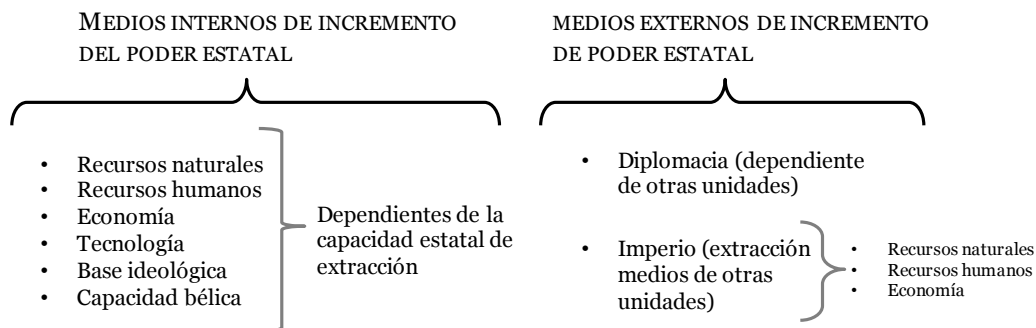 MEDIOS INTERNOS DE INCREMENTO
DEL PODER ESTATAL
• Recursos naturales
• Recursos humanos
• Economía
• Tecnología
• Base ideológica
• Capacidad bélica
Dependientes de la
capacidad estatal de
extracción
MEDIOS EXTERNOS DE INCREMENTO
DE PODER ESTATAL
• Diplomacia (dependiente
de otras unidades)
• Imperio (extracción
medios de otras
unidades)
• Recursos naturales
• Recursos humanos
• Economía